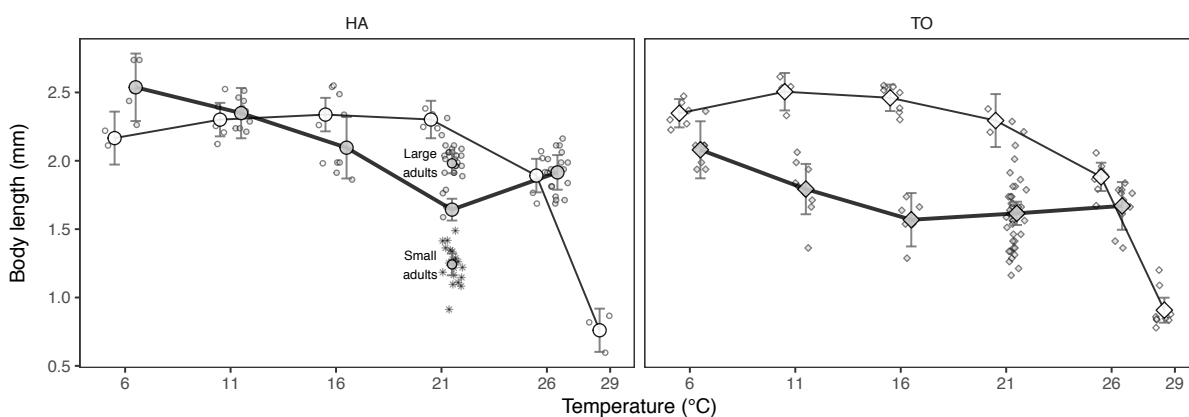 HA
TO
Body length (mm)
2.5
2.0
1.5
1.0
0.5
Large
adults
Small
adults
6
11
16
21
26
29
6
11
16
21
26
29
Temperature (°C)